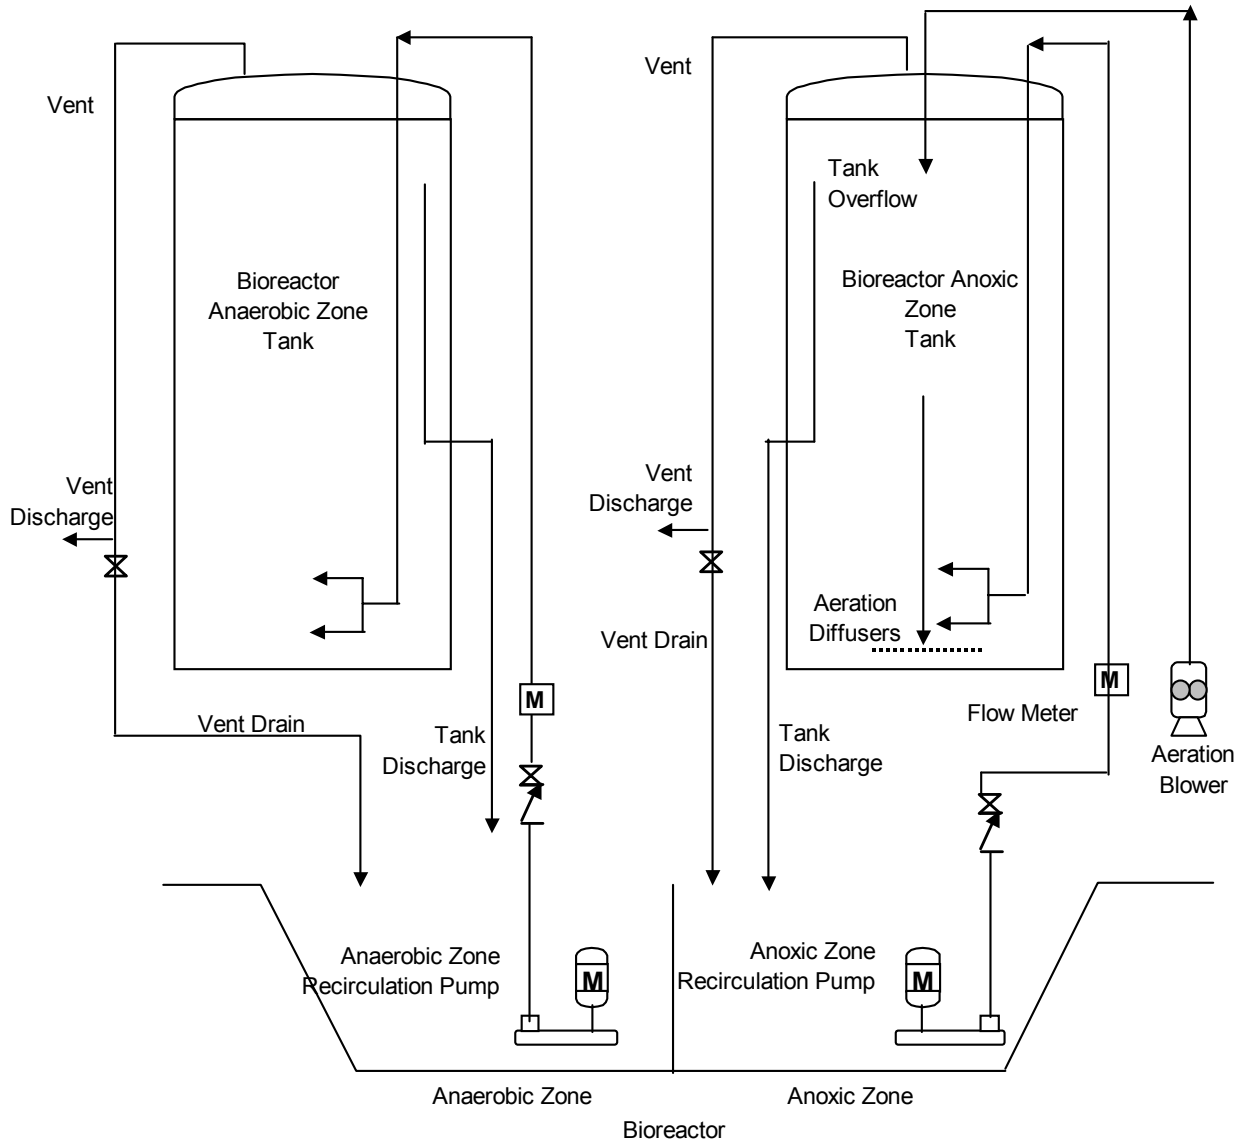 Vent
Vent
Tank
Overflow
Bioreactor
Anaerobic Zone
Tank
Bioreactor Anoxic
Zone
Tank
Vent
Discharge
Vent
Discharge
Aeration
Diffusers
Vent Drain
M
M
Vent Drain
Flow Meter
Tank
Discharge
Tank
Discharge
Aeration
Blower
Anaerobic Zone
Recirculation Pump
M
Anoxic Zone
Recirculation Pump
M
Anaerobic Zone
Anoxic Zone
Bioreactor